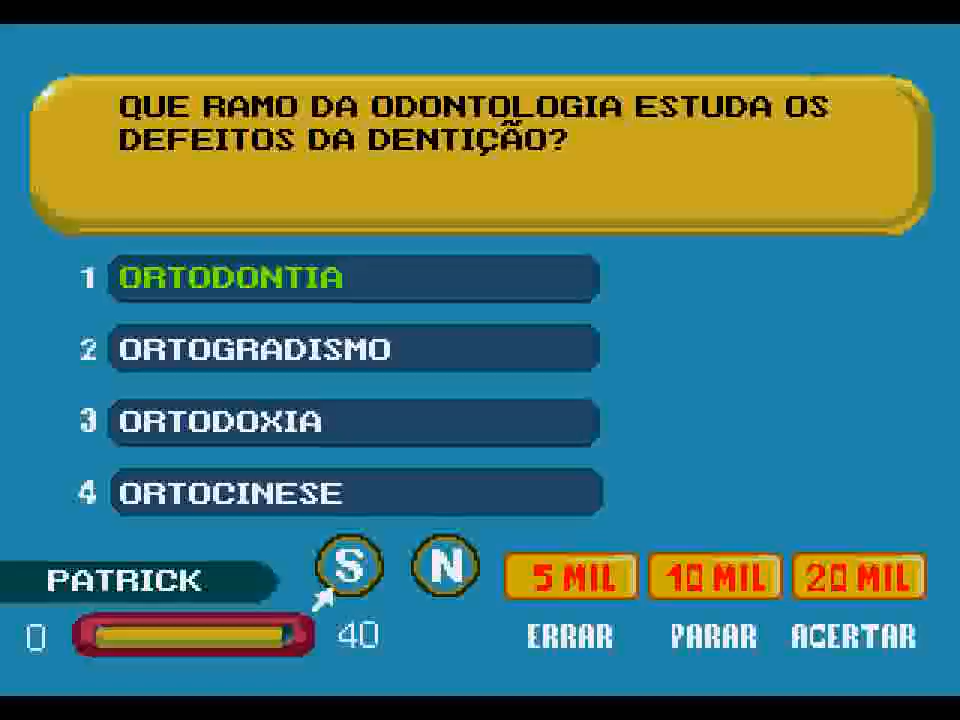 QUE RAMO DA ODONTOLOGIA ESTUDA OS
DEFEITOS DA DENTIÇÃO?
1 ORTODONTIA
2 ORTOGRADISMO
3 ORTODOXIA
4 ORTOCINESE
S N
PATRICK
5 MIL 10 MIL 20 MIL
0 40
ERRAR PARAR ACERTAR